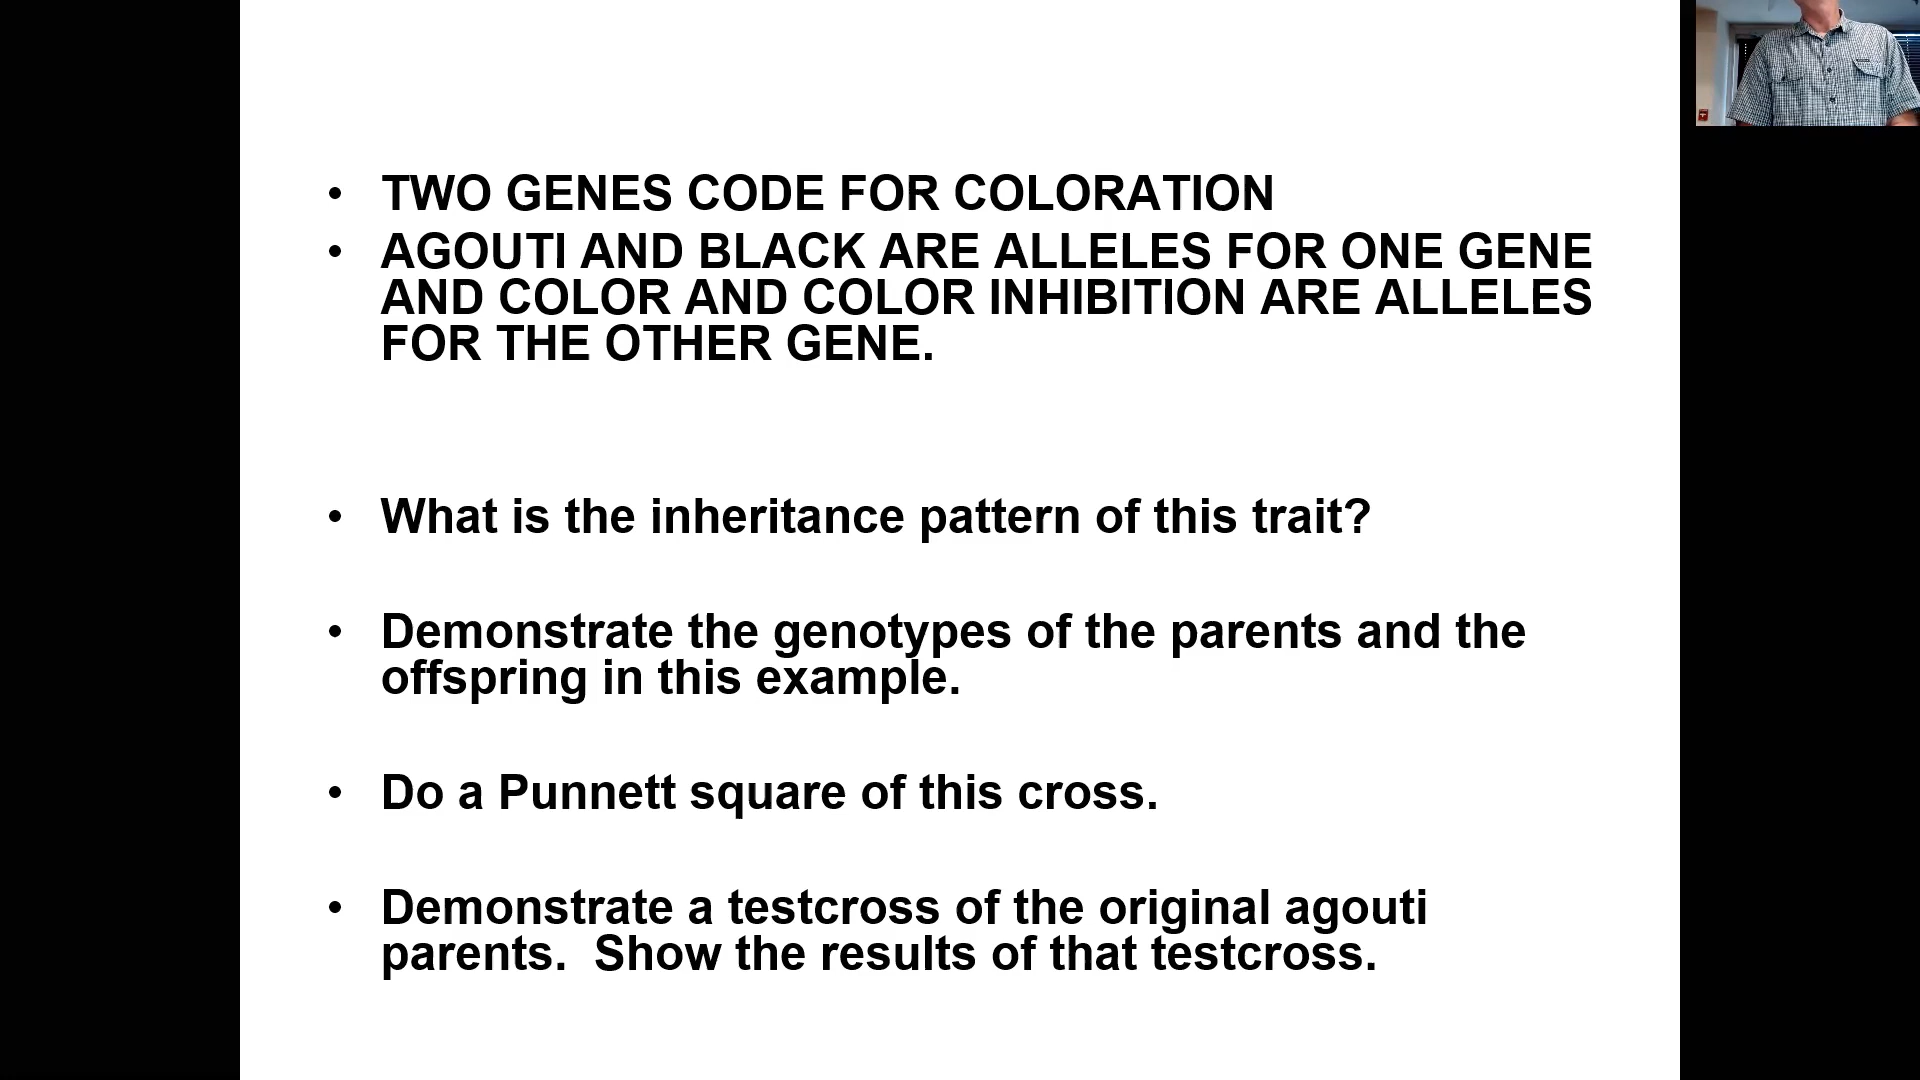 • TWO GENES CODE FOR COLORATION
• AGOUTI AND BLACK ARE ALLELES FOR ONE GENE
AND COLOR AND COLOR INHIBITION ARE ALLELES
FOR THE OTHER GENE.
• What is the inheritance pattern of this trait?
• Demonstrate the genotypes of the parents and the
offspring in this example.
• Do a Punnett square of this cross.
• Demonstrate a testcross of the original agouti
parents.  Show the results of that testcross.